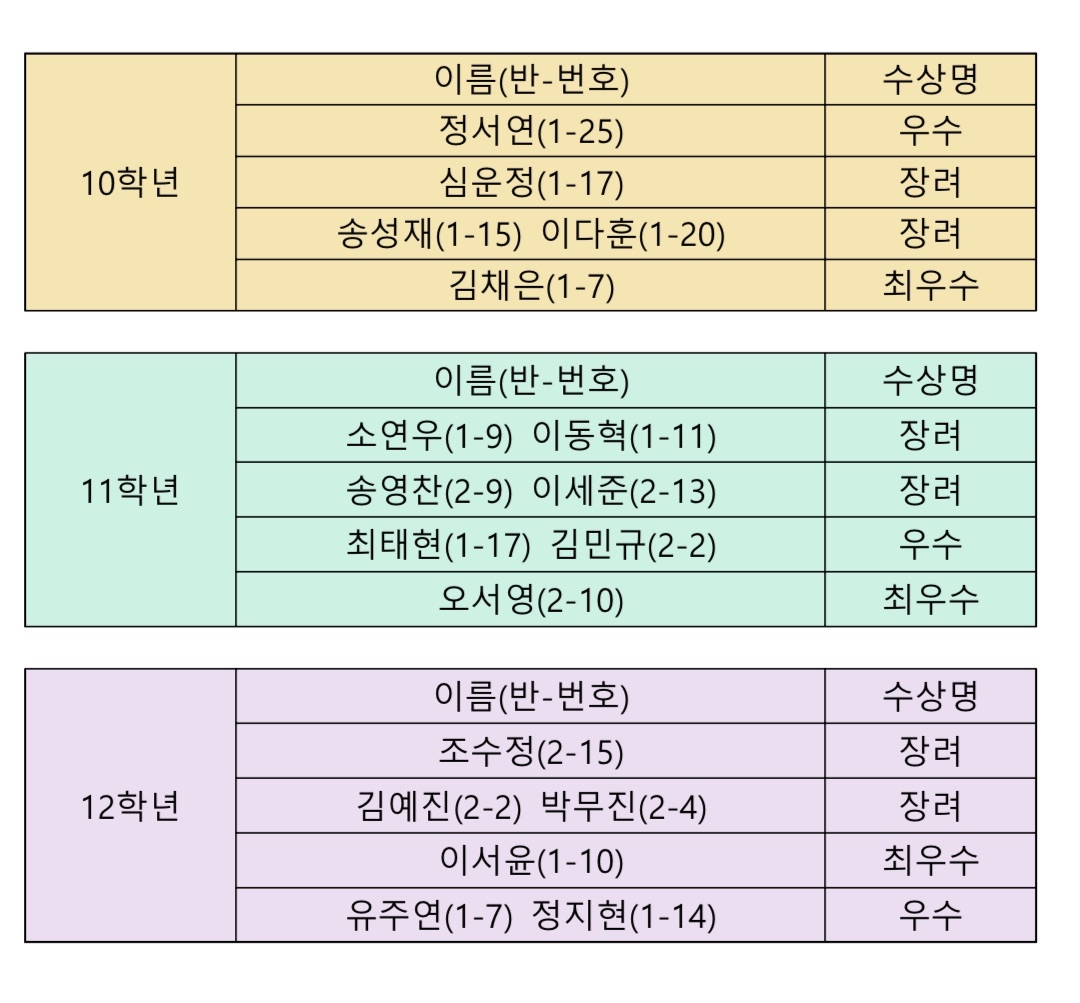 10학년
이름(반-번호) 수상명
정서연(1-25) 우수
심운정(1-17) 장려
송성재(1-15) 이다훈(1-20) 장려
김채은(1-7) 최우수
11학년
이름(반-번호) 수상명
소연우(1-9) 이동혁(1-11) 장려
송영찬(2-9) 이세준(2-13) 장려
최태현(1-17) 김민규(2-2) 우수
오서영(2-10) 최우수
12학년
이름(반-번호) 수상명
조수정(2-15) 장려
김예진(2-2) 박무진(2-4) 장려
이서윤(1-10) 최우수
유주연(1-7) 정지현(1-14) 우수